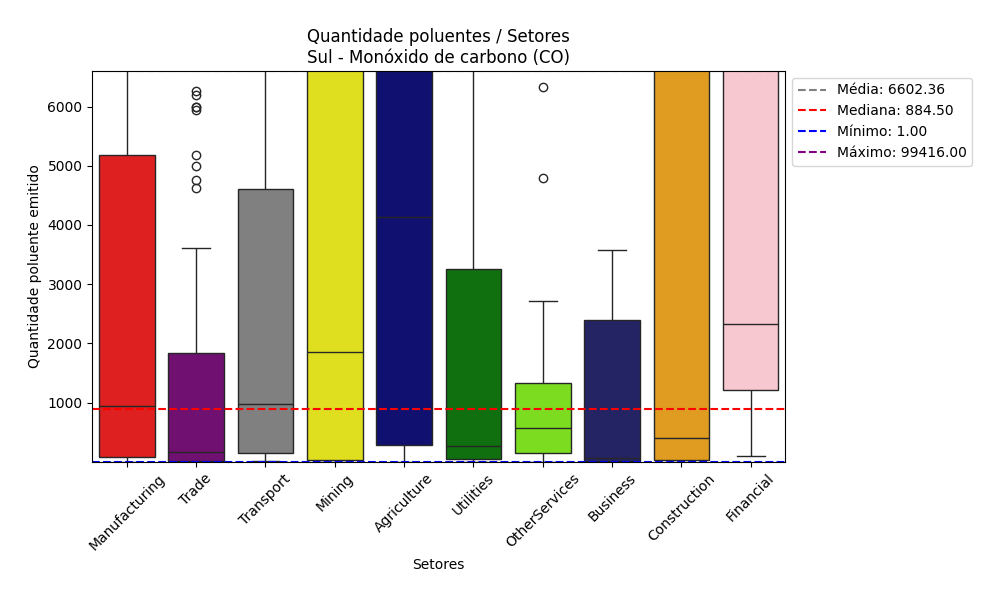 Quantidade poluentes / Setores
Sul - Monóxido de carbono (CO)
Média: 6602.36
Mediana: 884.50
Mínimo: 1.00
Máximo: 99416.00
Quantidade poluente emitido
6000
5000
4000
3000
2000
1000
Manufacturing
Trade
Transport
Mining
Agriculture
Utilities
OtherServices
Business
Construction
Financial
Setores